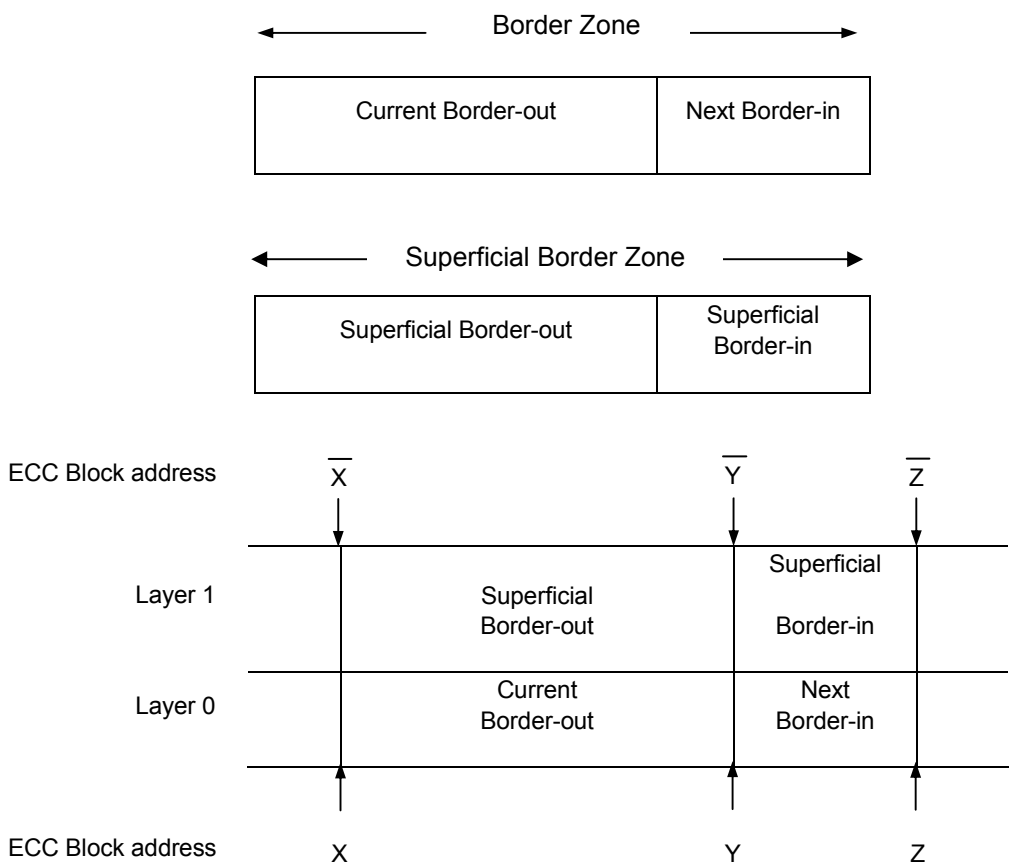 Border Zone
Current Border-out Next Border-in
Superficial Border Zone
Superficial Border-out Superficial
Border-in
ECC Block address X̅ Y̅ Z̅
Layer 1 Superficial
Border-out Superficial
Border-in
Layer 0 Current
Border-out Next
Border-in
ECC Block address X Y Z